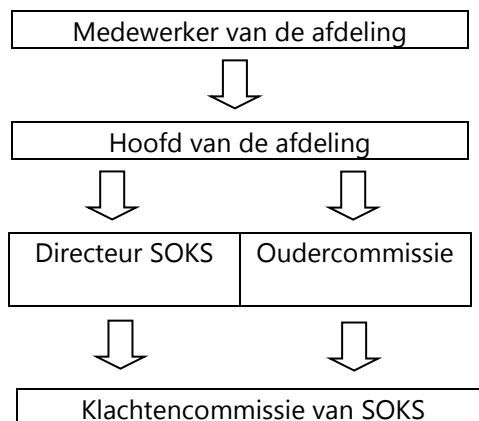 Medewerker van de afdeling
Hoofd van de afdeling
Directeur SOKS
Oudercommissie
Klachtencommissie van SOKS